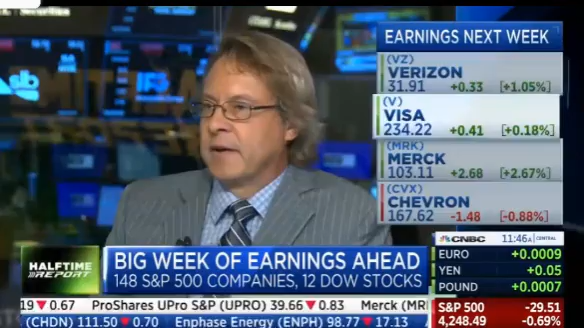 EARNINGS NEXT WEEK
(VZ)
VERIZON
31.91 +0.33 [+1.05%]
(V)
VISA
234.22 +0.41 [+0.18%]
(MRK)
MERCK
103.11 +2.68 [+2.67%]
(CVX)
CHEVRON
167.62 -1.48 [-0.88%]
HALFTIME
REPORT
BIG WEEK OF EARNINGS AHEAD
148 S&P 500 COMPANIES, 12 DOW STOCKS
CNBC 11:46A CENTRAL
EURO +0.0009
YEN +0.05
POUND +0.0007
S&P 500 -29.51
4,248.49 -0.69%
19 ▼ 0.67 ProShares UPro S&P (UPRO) 39.66 ▼ 0.83 Merck (MR
(CHDN) 111.50 ▼ 0.70 Enphase Energy (ENPH) 98.77 ▼ 17.13